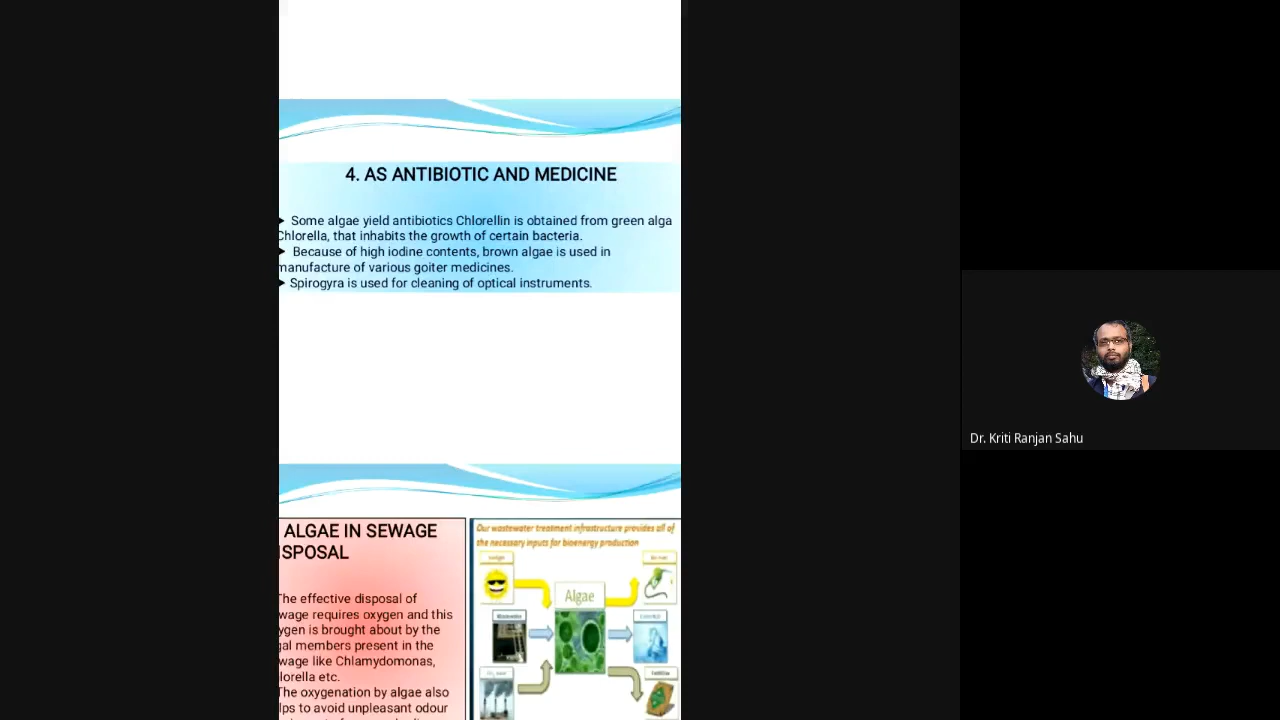 4. AS ANTIBIOTIC AND MEDICINE
Some algae yield antibiotics Chlorellin is obtained from green alga
Chlorella, that inhabits the growth of certain bacteria.
Because of high iodine contents, brown algae is used in
manufacture of various goiter medicines.
Spirogyra is used for cleaning of optical instruments.
ALGAE IN SEWAGE
ISPOSAL
The effective disposal of
wage requires oxygen and this
ygen is brought about by the
gal members present in the
wage like Chlamydomonas,
lorella etc.
The oxygenation by algae also
lps to avoid unpleasant odour
Our wastewater treatment infrastructure provides all of
the necessary inputs for bioenergy production
Algae
Dr. Kriti Ranjan Sahu